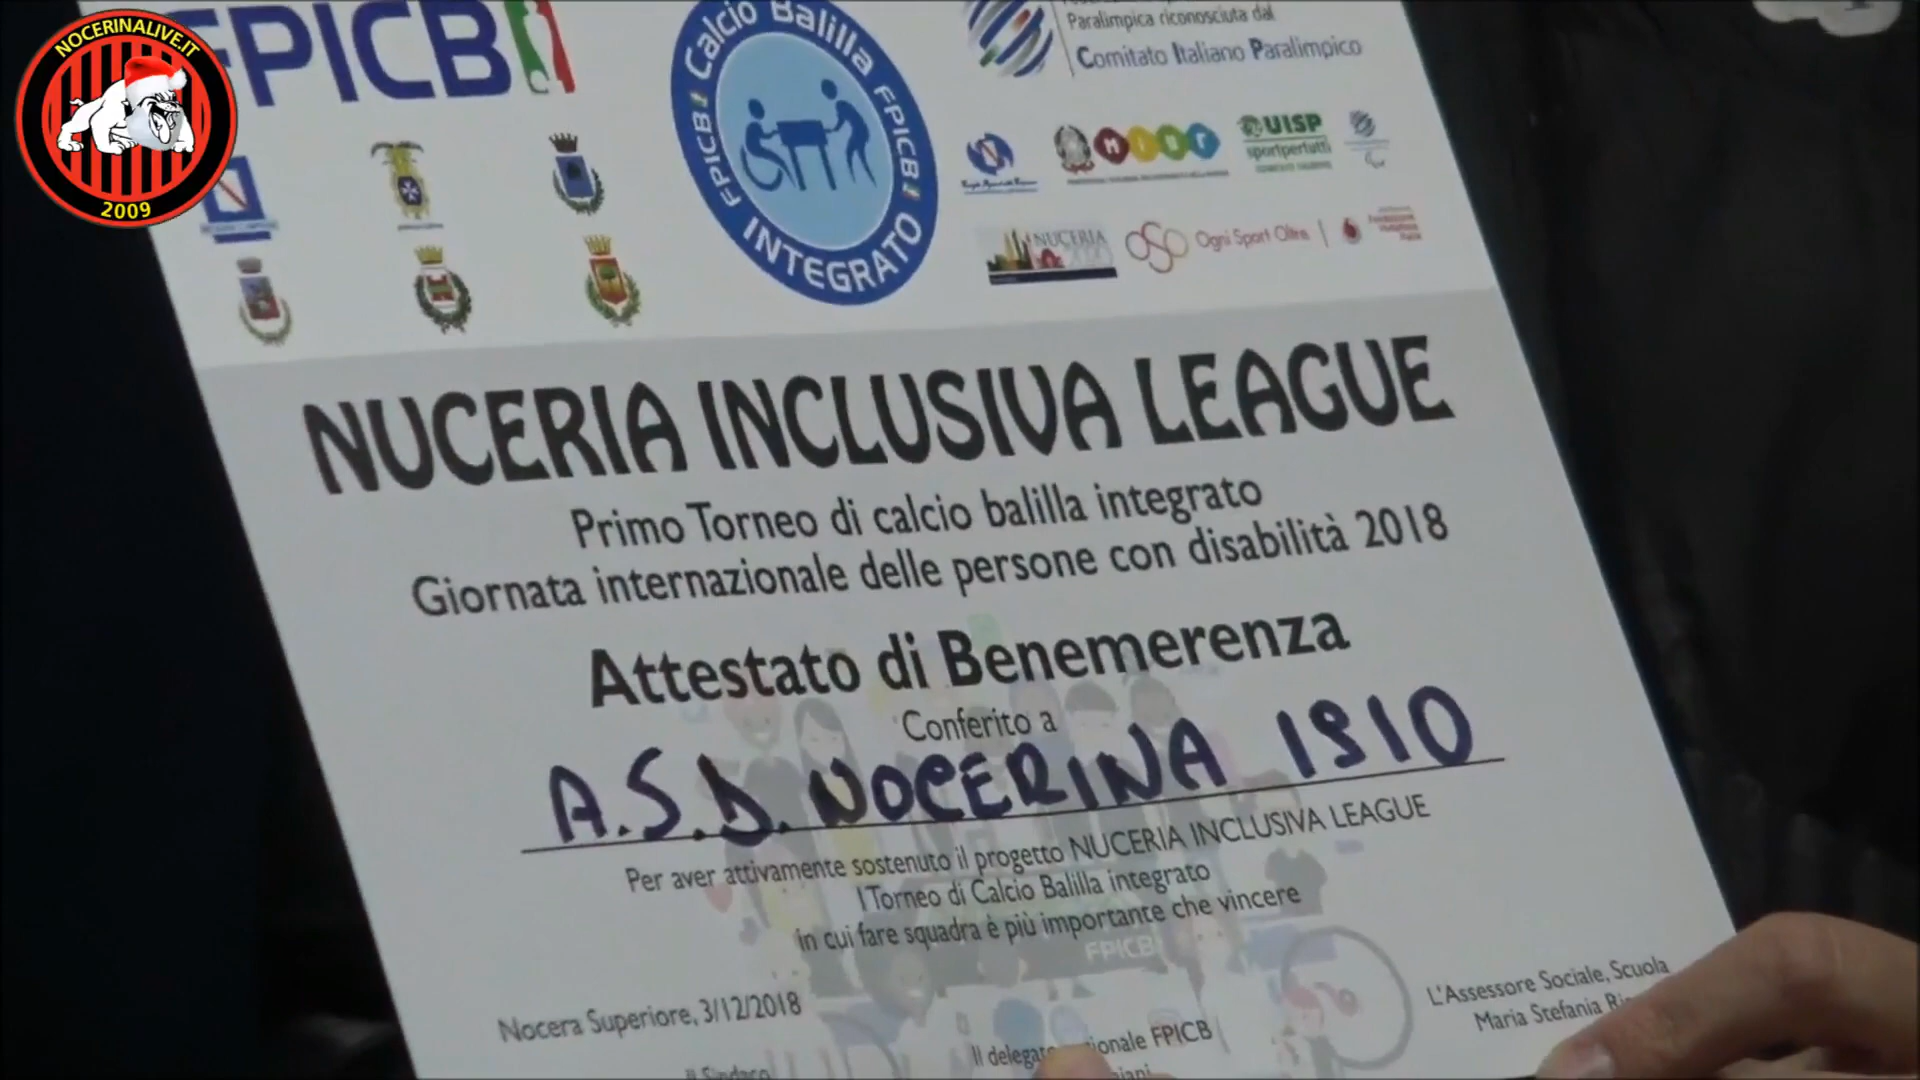 NOCERINALIVE.IT
2009
FPICB
Calcio Balilla
FPICB
FPICB
INTEGRATO
Paralimpica riconosciuta dal
Comitato Italiano Paralimpico
MIUR
UISP
sportpertutti
NUCERIA
OSO Ogni Sport Oltre
NUCERIA INCLUSIVA LEAGUE
Primo Torneo di calcio balilla integrato
Giornata internazionale delle persone con disabilità 2018
Attestato di Benemerenza
Conferito a
A.S.D. NOCERINA 1910
Per aver attivamente sostenuto il progetto NUCERIA INCLUSIVA LEAGUE
I Torneo di Calcio Balilla integrato
in cui fare squadra è più importante che vincere
FPICB
Nocera Superiore, 3/12/2018
L'Assessore Sociale, Scuola
Maria Stefania
Il Sindaco
Il FPICB